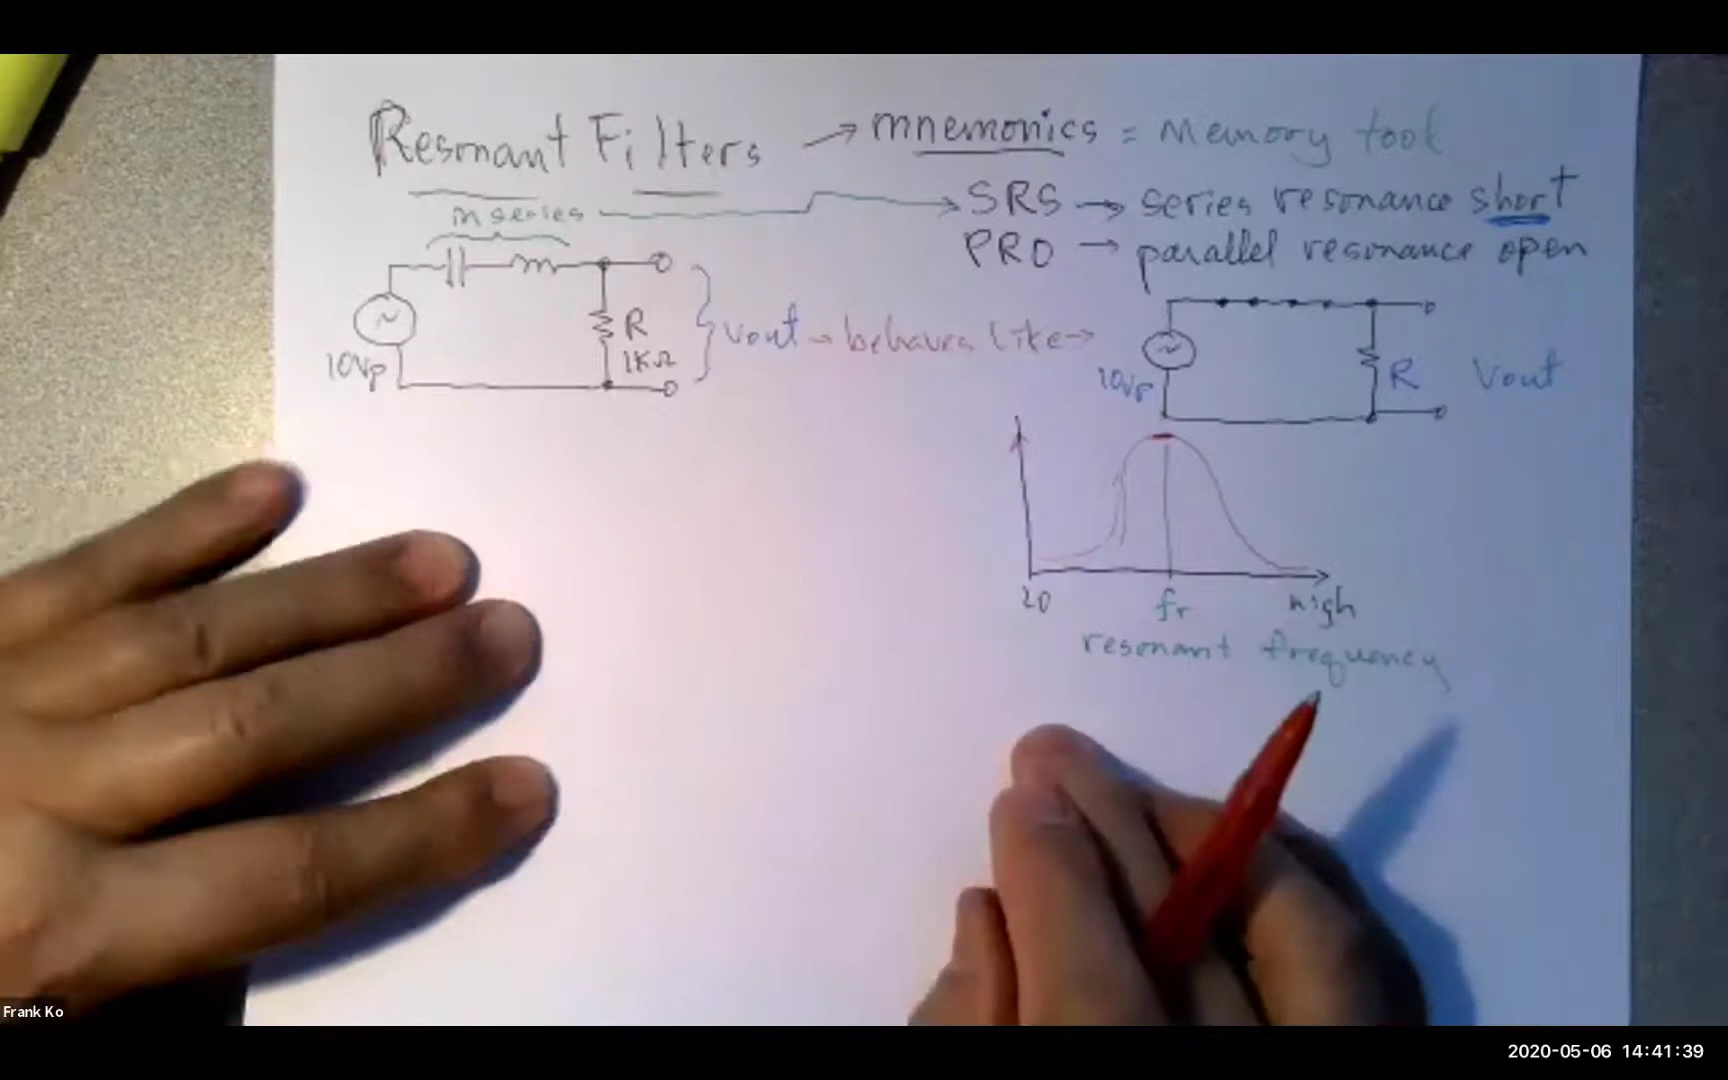 Resonant Filters → mnemonics = Memory tool
in series → SRS → series resonance short
PRO → parallel resonance open
R
1KΩ
10Vp
Vout → behaves like →
10Vp
R
Vout
20
fr
high
resonant frequency
Frank Ko
2020-05-06 14:41:39